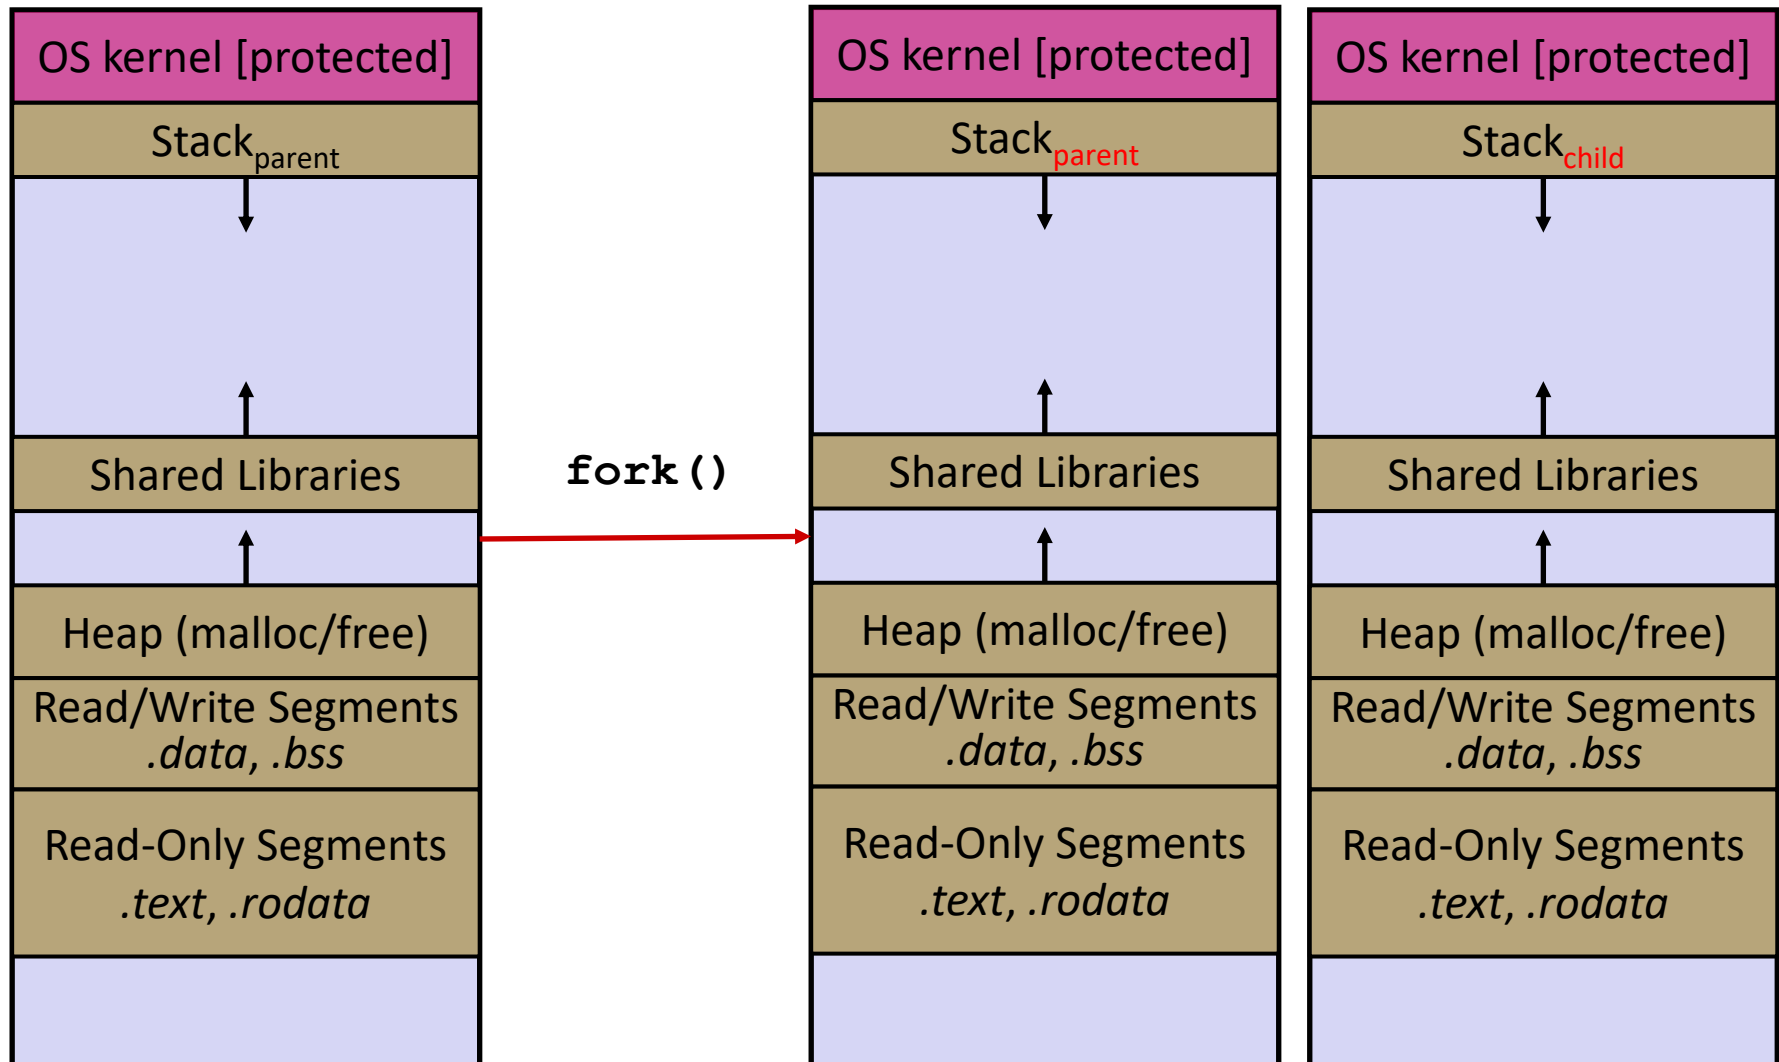 OS kernel [protected]
Stackparent
Shared Libraries
Heap (malloc/free)
Read/Write Segments
.data, .bss
Read-Only Segments
.text, .rodata
fork()
OS kernel [protected]
Stackparent
Shared Libraries
Heap (malloc/free)
Read/Write Segments
.data, .bss
Read-Only Segments
.text, .rodata
OS kernel [protected]
Stackchild
Shared Libraries
Heap (malloc/free)
Read/Write Segments
.data, .bss
Read-Only Segments
.text, .rodata